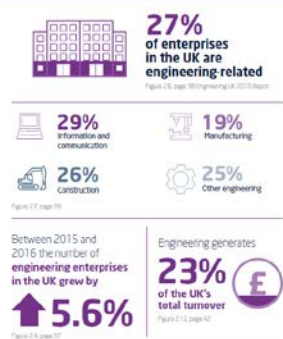 27%
of enterprises
in the UK are
engineering-related
29%
Information and
communication
19%
Manufacturing
26%
Construction
25%
Other engineering
Between 2015 and
2016 the number of
engineering enterprises
in the UK grew by
5.6%
Engineering generates
23%
of the UK's
total turnover
£